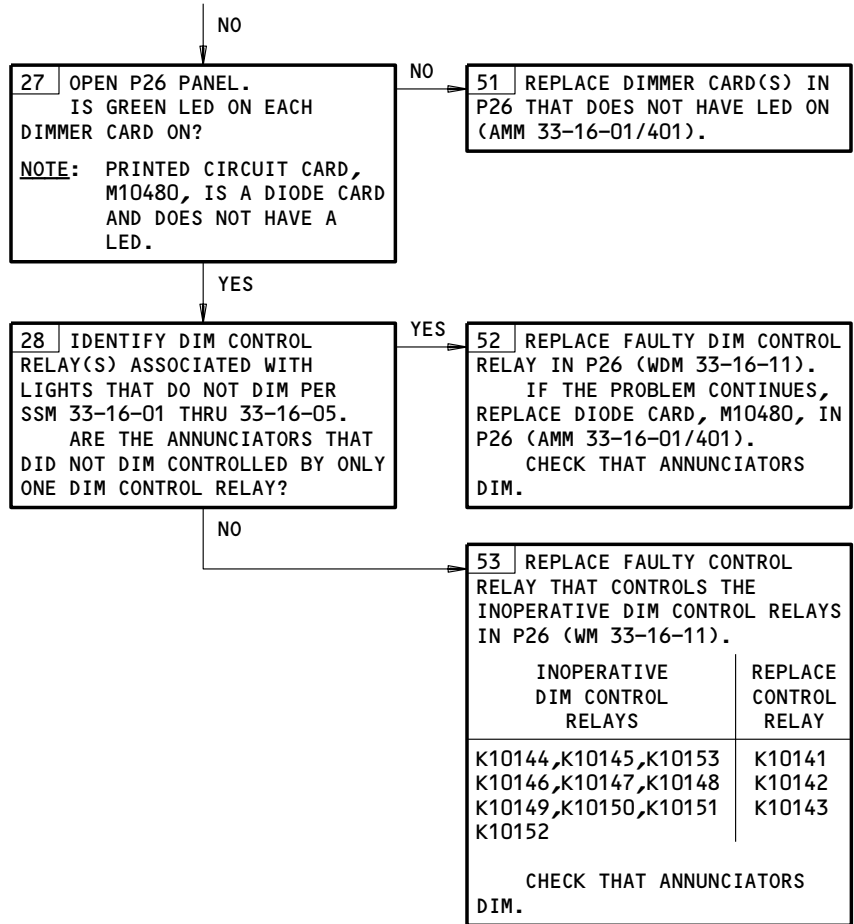 NO
27 OPEN P26 PANEL.
IS GREEN LED ON EACH
DIMMER CARD ON?
NOTE: PRINTED CIRCUIT CARD,
M10480, IS A DIODE CARD
AND DOES NOT HAVE A
LED.
NO
51 REPLACE DIMMER CARD(S) IN
P26 THAT DOES NOT HAVE LED ON
(AMM 33-16-01/401).
YES
28 IDENTIFY DIM CONTROL
RELAY(S) ASSOCIATED WITH
LIGHTS THAT DO NOT DIM PER
SSM 33-16-01 THRU 33-16-05.
ARE THE ANNUNCIATORS THAT
DID NOT DIM CONTROLLED BY ONLY
ONE DIM CONTROL RELAY?
YES
52 REPLACE FAULTY DIM CONTROL
RELAY IN P26 (WDM 33-16-11).
IF THE PROBLEM CONTINUES,
REPLACE DIODE CARD, M10480, IN
P26 (AMM 33-16-01/401).
CHECK THAT ANNUNCIATORS
DIM.
NO
53 REPLACE FAULTY CONTROL
RELAY THAT CONTROLS THE
INOPERATIVE DIM CONTROL RELAYS
IN P26 (WM 33-16-11).
INOPERATIVE REPLACE
DIM CONTROL CONTROL
RELAYS RELAY
K10144,K10145,K10153 K10141
K10146,K10147,K10148 K10142
K10149,K10150,K10151 K10143
K10152
CHECK THAT ANNUNCIATORS
DIM.